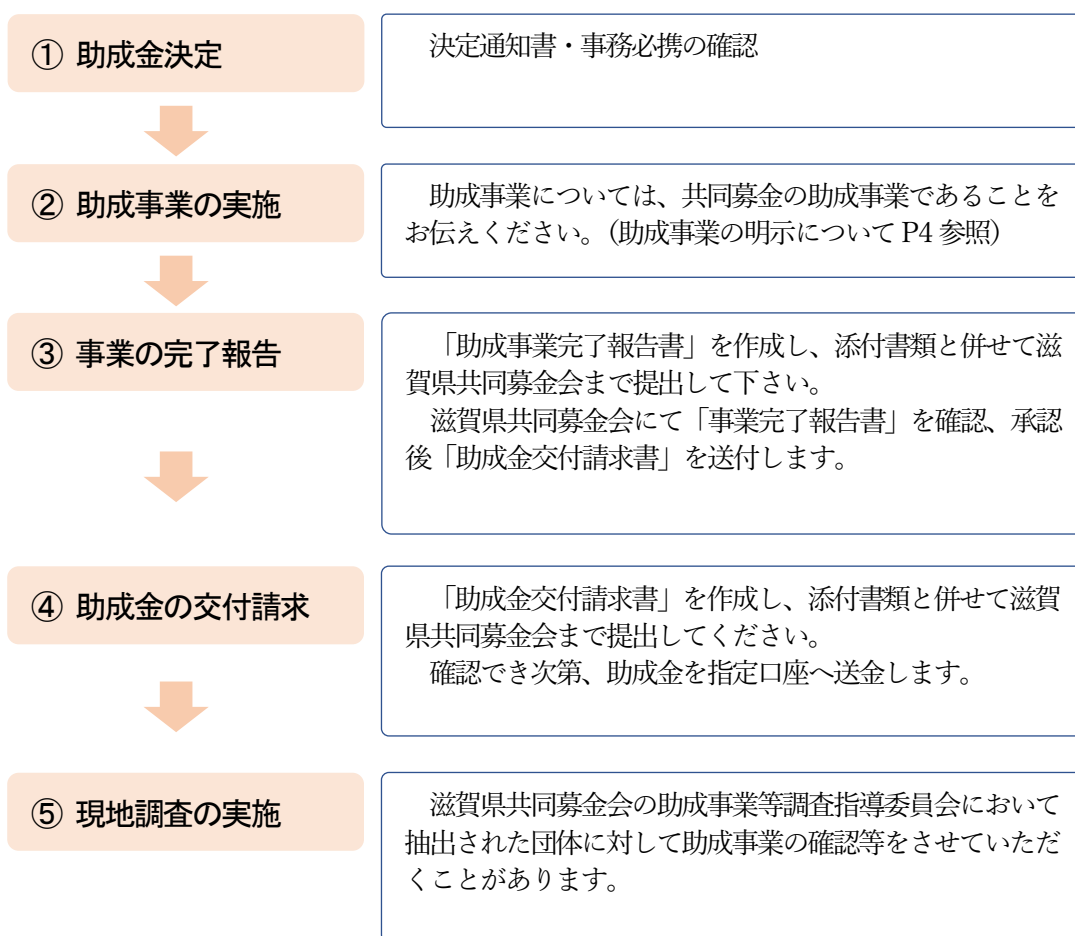 ① 助成金決定
決定通知書・事務必携の確認
② 助成事業の実施
助成事業については、共同募金の助成事業であることを
お伝えください。(助成事業の明示について P4 参照)
③ 事業の完了報告
「助成事業完了報告書」を作成し、添付書類と併せて滋
賀県共同募金会まで提出して下さい。
滋賀県共同募金会にて「事業完了報告書」を確認、承認
後「助成金交付請求書」を送付します。
④ 助成金の交付請求
「助成金交付請求書」を作成し、添付書類と併せて滋賀
県共同募金会まで提出してください。
確認でき次第、助成金を指定口座へ送金します。
⑤ 現地調査の実施
滋賀県共同募金会の助成事業等調査指導委員会において
抽出された団体に対して助成事業の確認等をさせていただ
くことがあります。